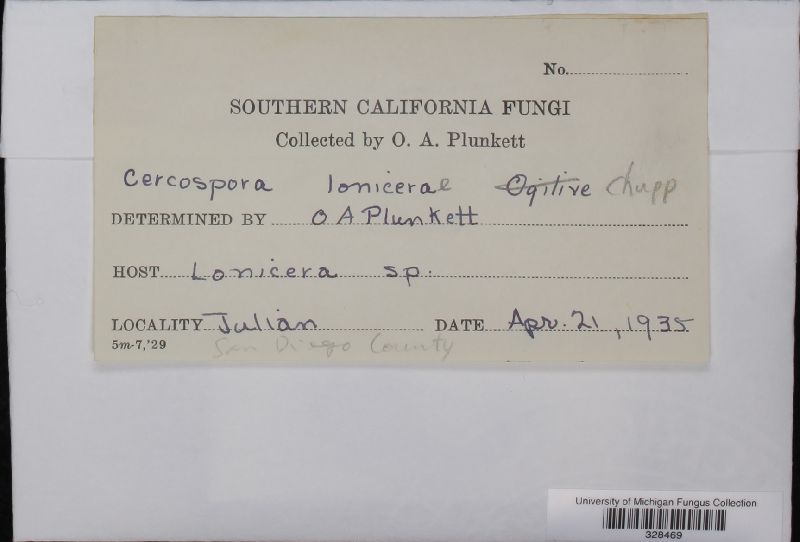 No.
SOUTHERN CALIFORNIA FUNGI
Collected by O. A. Plunkett
Cercospora lonicerae Chupp
DETERMINED BY O A Plunkett
HOST Lonicera sp.
LOCALITY Julian DATE Apr. 21, 1935
5m-7,'29 San Diego County
University of Michigan Fungus Collection
328469